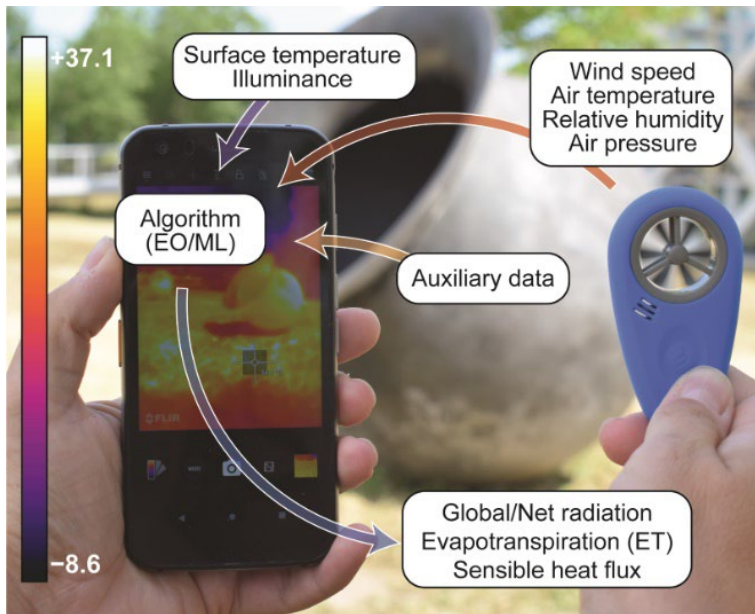 +37.1
Surface temperature
Illuminance
Wind speed
Air temperature
Relative humidity
Air pressure
Algorithm
(EO/ML)
Auxiliary data
FLIR
Global/Net radiation
Evapotranspiration (ET)
Sensible heat flux
−8.6